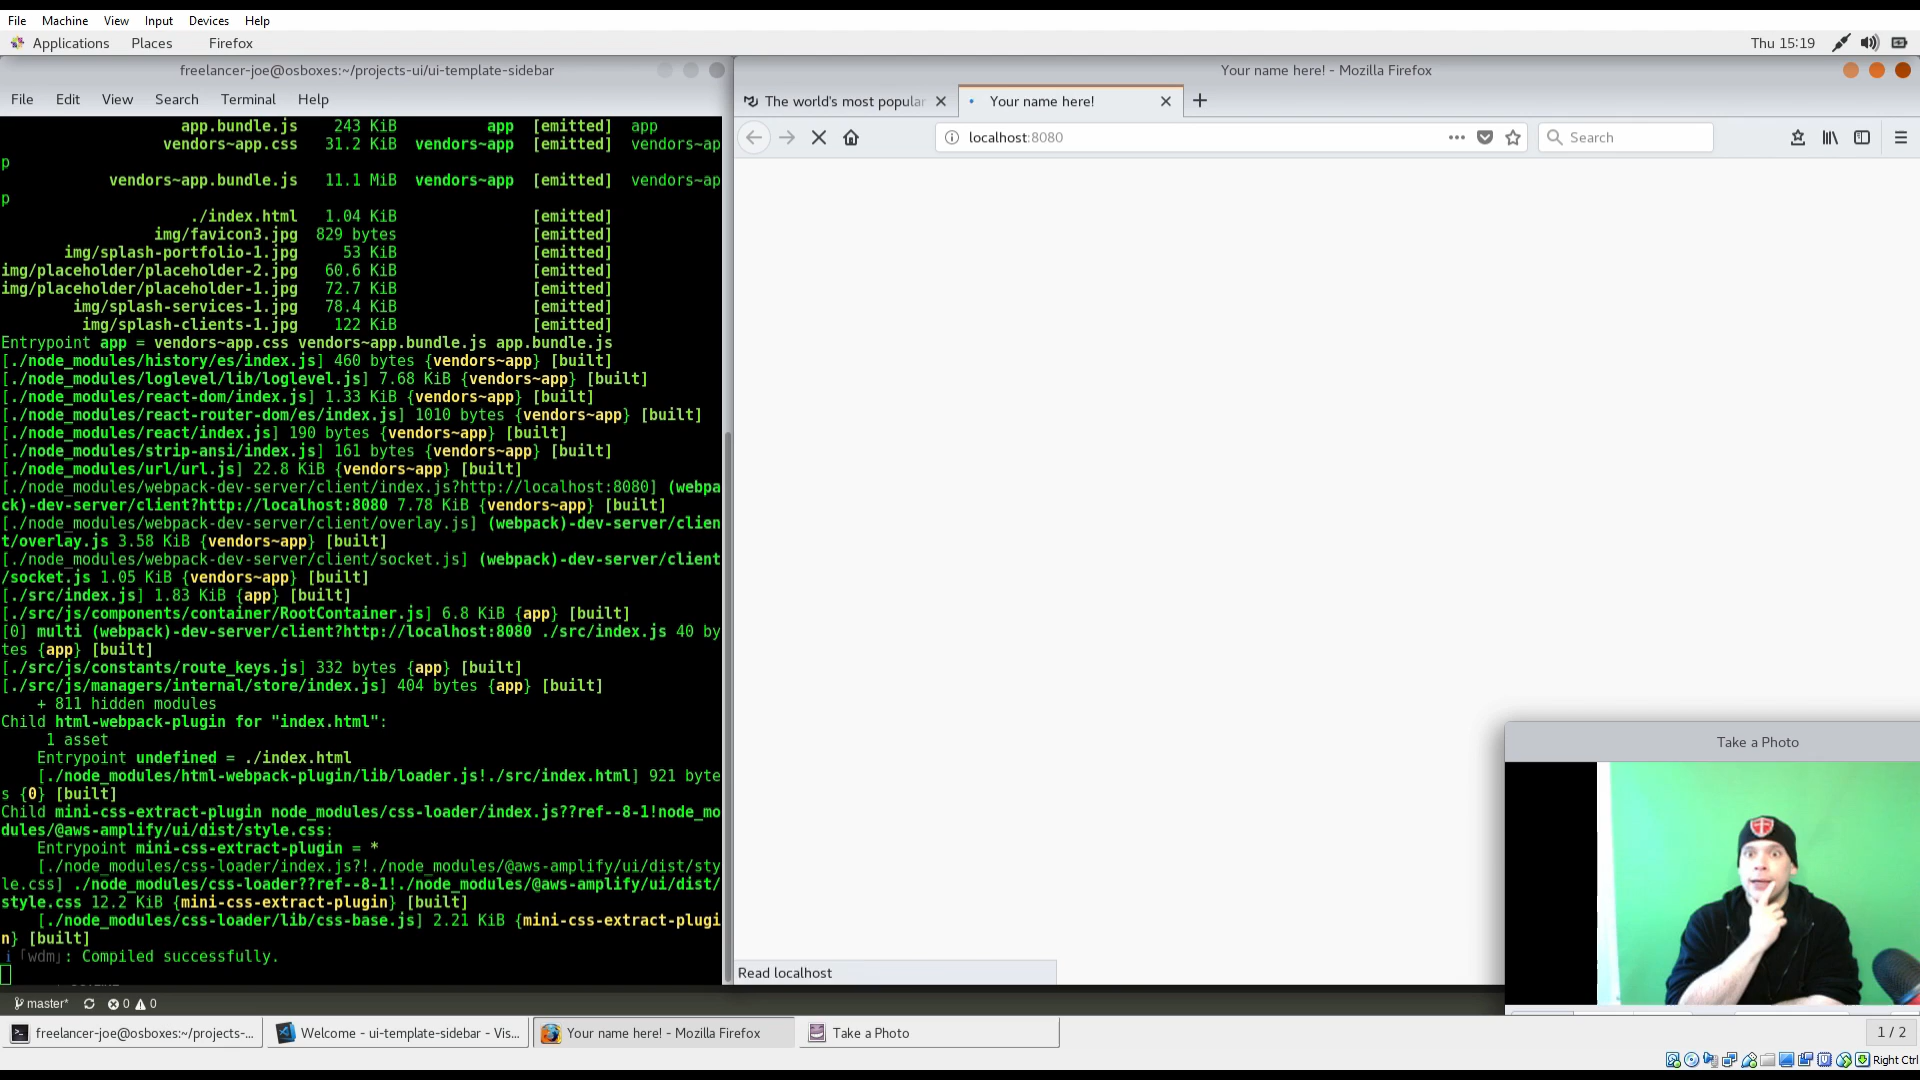 File Machine View Input Devices Help
Applications Places Firefox Thu 15:19
freelancer-joe@osboxes:~/projects-ui/ui-template-sidebar
File Edit View Search Terminal Help
app.bundle.js 243 KiB app [emitted] app
vendors~app.css 31.2 KiB vendors~app [emitted] vendors~ap
p
vendors~app.bundle.js 11.1 MiB vendors~app [emitted] vendors~ap
p
./index.html 1.04 KiB [emitted]
img/favicon3.jpg 829 bytes [emitted]
img/splash-portfolio-1.jpg 53 KiB [emitted]
img/placeholder/placeholder-2.jpg 60.6 KiB [emitted]
img/placeholder/placeholder-1.jpg 72.7 KiB [emitted]
img/splash-services-1.jpg 78.4 KiB [emitted]
img/splash-clients-1.jpg 122 KiB [emitted]
Entrypoint app = vendors~app.css vendors~app.bundle.js app.bundle.js
[./node_modules/history/es/index.js] 460 bytes {vendors~app} [built]
[./node_modules/loglevel/lib/loglevel.js] 7.68 KiB {vendors~app} [built]
[./node_modules/react-dom/index.js] 1.33 KiB {vendors~app} [built]
[./node_modules/react-router-dom/es/index.js] 1010 bytes {vendors~app} [built]
[./node_modules/react/index.js] 190 bytes {vendors~app} [built]
[./node_modules/strip-ansi/index.js] 161 bytes {vendors~app} [built]
[./node_modules/url/url.js] 22.8 KiB {vendors~app} [built]
[./node_modules/webpack-dev-server/client/index.js?http://localhost:8080] (webpa
ck)-dev-server/client?http://localhost:8080 7.78 KiB {vendors~app} [built]
[./node_modules/webpack-dev-server/client/overlay.js] (webpack)-dev-server/clien
t/overlay.js 3.58 KiB {vendors~app} [built]
[./node_modules/webpack-dev-server/client/socket.js] (webpack)-dev-server/client
/socket.js 1.05 KiB {vendors~app} [built]
[./src/index.js] 1.83 KiB {app} [built]
[./src/js/components/container/RootContainer.js] 6.8 KiB {app} [built]
[0] multi (webpack)-dev-server/client?http://localhost:8080 ./src/index.js 40 by
tes {app} [built]
[./src/js/constants/route_keys.js] 332 bytes {app} [built]
[./src/js/managers/internal/store/index.js] 404 bytes {app} [built]
+ 811 hidden modules
Child html-webpack-plugin for "index.html":
1 asset
Entrypoint undefined = ./index.html
[./node_modules/html-webpack-plugin/lib/loader.js!./src/index.html] 921 byte
s {0} [built]
Child mini-css-extract-plugin node_modules/css-loader/index.js??ref--8-1!node_mo
dules/@aws-amplify/ui/dist/style.css:
Entrypoint mini-css-extract-plugin = *
[./node_modules/css-loader/index.js?!./node_modules/@aws-amplify/ui/dist/sty
le.css] ./node_modules/css-loader??ref--8-1!./node_modules/@aws-amplify/ui/dist/
style.css 12.2 KiB {mini-css-extract-plugin} [built]
[./node_modules/css-loader/lib/css-base.js] 2.21 KiB {mini-css-extract-plugi
n} [built]
ℹ ｢wdm｣: Compiled successfully.
Your name here! - Mozilla Firefox
The world's most popular
Your name here!
localhost:8080
Search
Read localhost
Take a Photo
master* 0 0
freelancer-joe@osboxes:~/projects-... Welcome - ui-template-sidebar - Vis... Your name here! - Mozilla Firefox Take a Photo 1 / 2
Right Ctrl